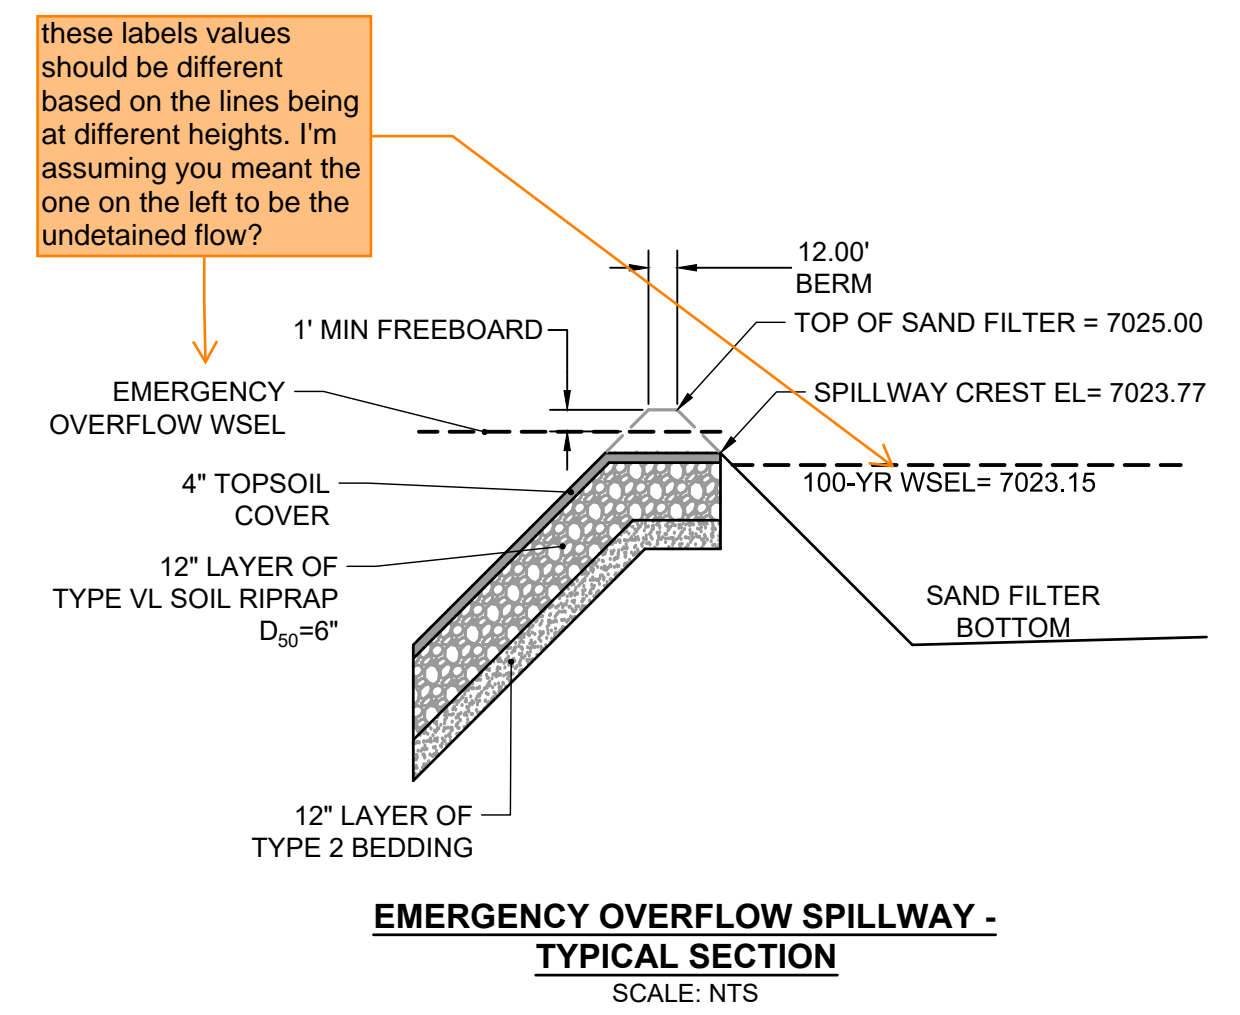 these labels values
should be different
based on the lines being
at different heights. I'm
assuming you meant the
one on the left to be the
undetained flow?
12.00'
BERM
1' MIN FREEBOARD
TOP OF SAND FILTER = 7025.00
EMERGENCY
OVERFLOW WSEL
SPILLWAY CREST EL= 7023.77
4" TOPSOIL
COVER
100-YR WSEL= 7023.15
12" LAYER OF
TYPE VL SOIL RIPRAP
D50=6"
SAND FILTER
BOTTOM
12" LAYER OF
TYPE 2 BEDDING
EMERGENCY OVERFLOW SPILLWAY -
TYPICAL SECTION
SCALE: NTS